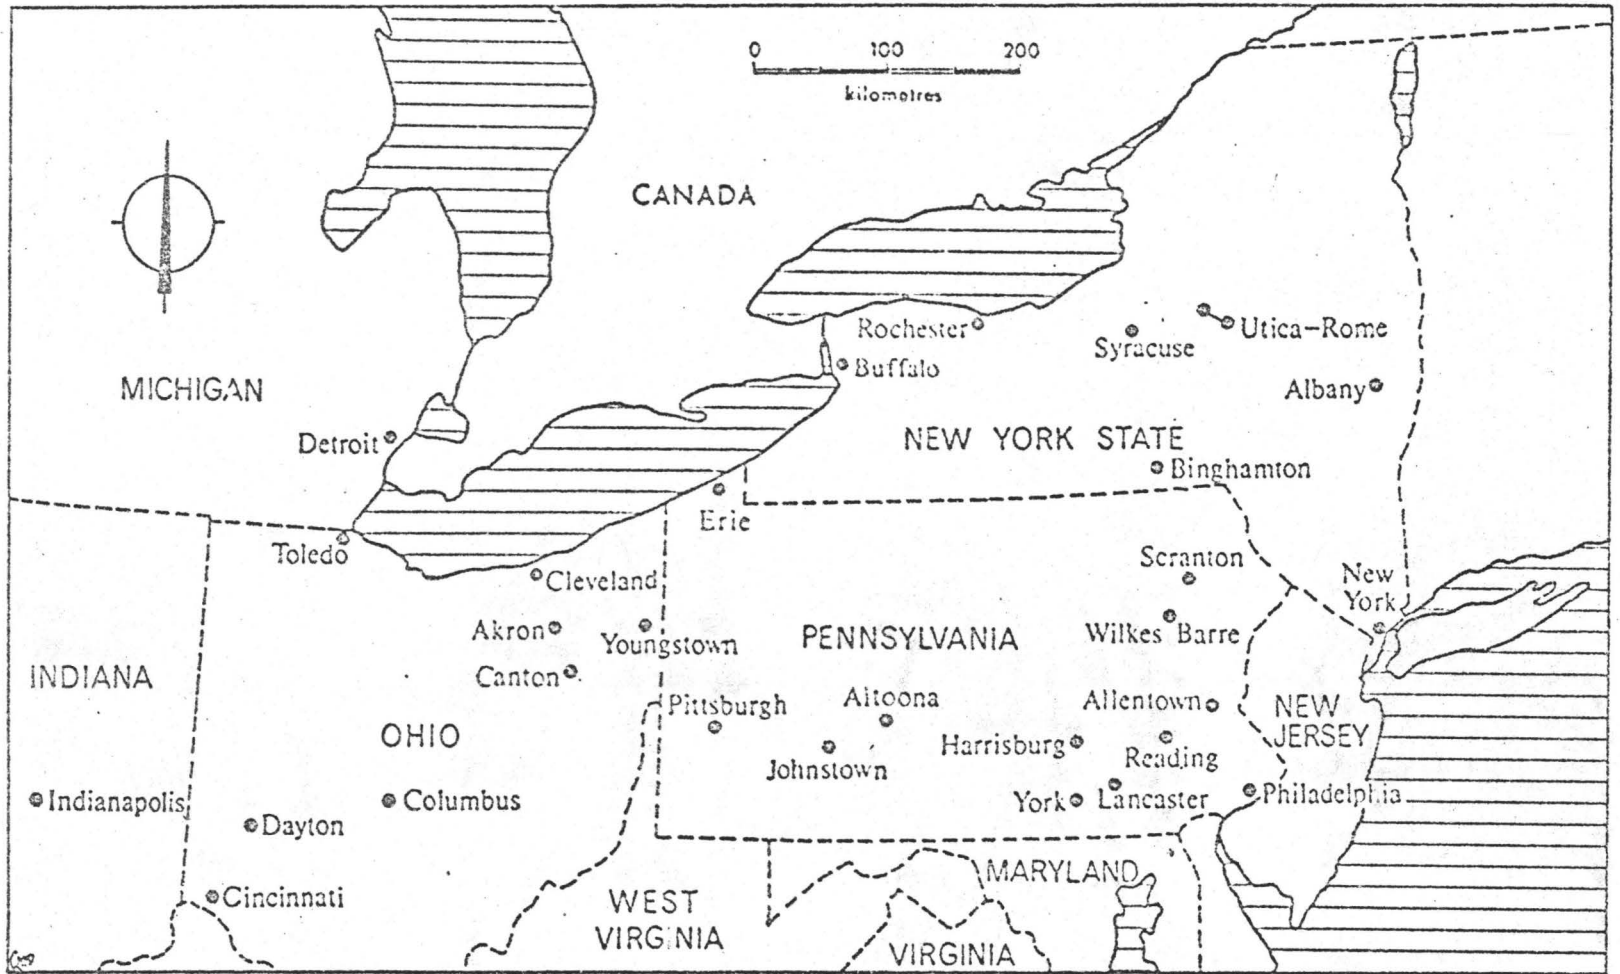 0 100 200
kilometres
CANADA
Rochester
Syracuse
Utica–Rome
Buffalo
Albany
MICHIGAN
Detroit
NEW YORK STATE
Binghamton
Erie
Toledo
Cleveland
Scranton
New
York
Akron
Youngstown
PENNSYLVANIA
Wilkes Barre
INDIANA
Canton
Pittsburgh
Altoona
Allentown
NEW
JERSEY
OHIO
Johnstown
Harrisburg
Reading
Indianapolis
Columbus
York
Lancaster
Philadelphia
Dayton
Cincinnati
MARYLAND
WEST
VIRGINIA
VIRGINIA